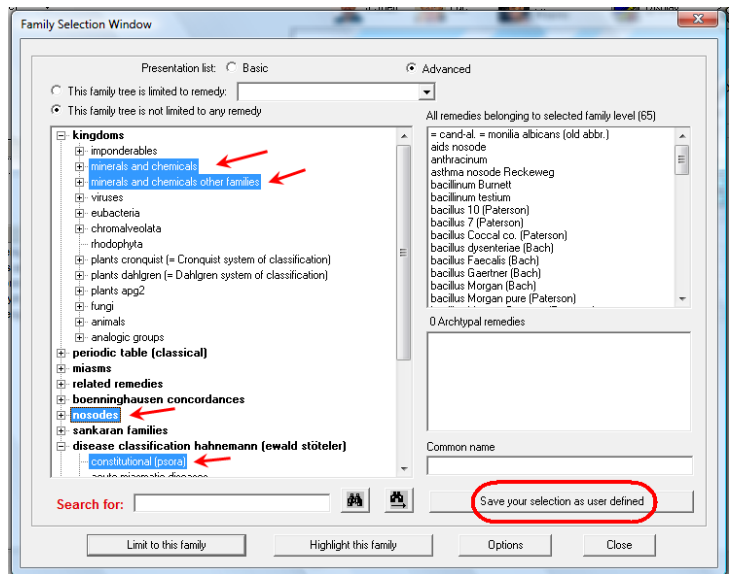 Family Selection Window
Presentation list: Basic Advanced
This family tree is limited to remedy:
This family tree is not limited to any remedy
All remedies belonging to selected family level (65)
kingdoms
imponderables
minerals and chemicals
minerals and chemicals other families
viruses
eubacteria
chromalveolata
rhodophyta
plants cronquist (= Cronquist system of classification)
plants dahlgren (= Dahlgren system of classification)
plants apg2
fungi
animals
analogic groups
periodic table (classical)
miasms
related remedies
boenninghausen concordances
nosodes
sankaran families
disease classification hahnemann (ewald stöteler)
constitutional (psora)
acute miasmatic diseases
= cand-al. = monilia albicans (old abbr.)
aids nosode
anthracinum
asthma nosode Reckeweg
bacillinum Burnett
bacillinum testium
bacillus 10 (Paterson)
bacillus 7 (Paterson)
bacillus Coccal co. (Paterson)
bacillus dysenteriae (Bach)
bacillus Faecalis (Bach)
bacillus Gaertner (Bach)
bacillus Morgan (Bach)
bacillus Morgan pure (Paterson)
0 Archtypal remedies
Common name
Search for:
Save your selection as user defined
Limit to this family
Highlight this family
Options
Close